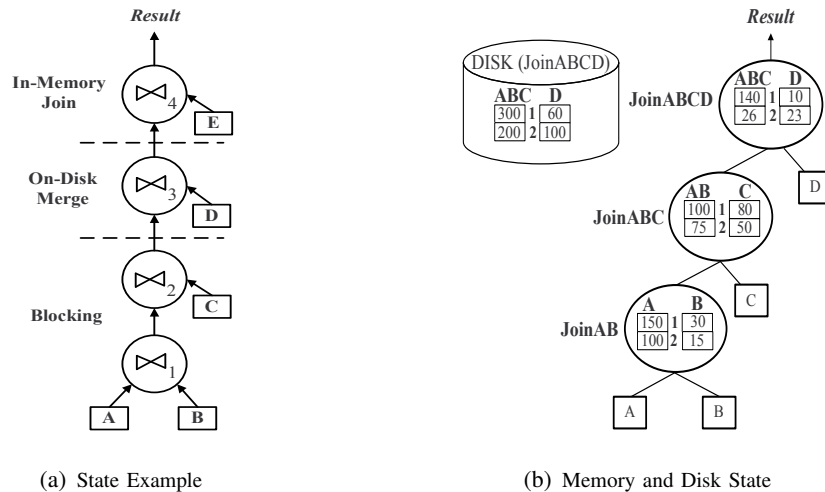 Result
In-Memory
Join
4
E
On-Disk
Merge
3
D
2
C
Blocking
1
A
B
(a) State Example
Result
DISK (JoinABCD)
ABC D
300 1 60
200 2 100
JoinABCD
ABC D
140 1 10
26 2 23
D
JoinABC
AB C
100 1 80
75 2 50
C
JoinAB
A B
150 1 30
100 2 15
A
B
(b) Memory and Disk State